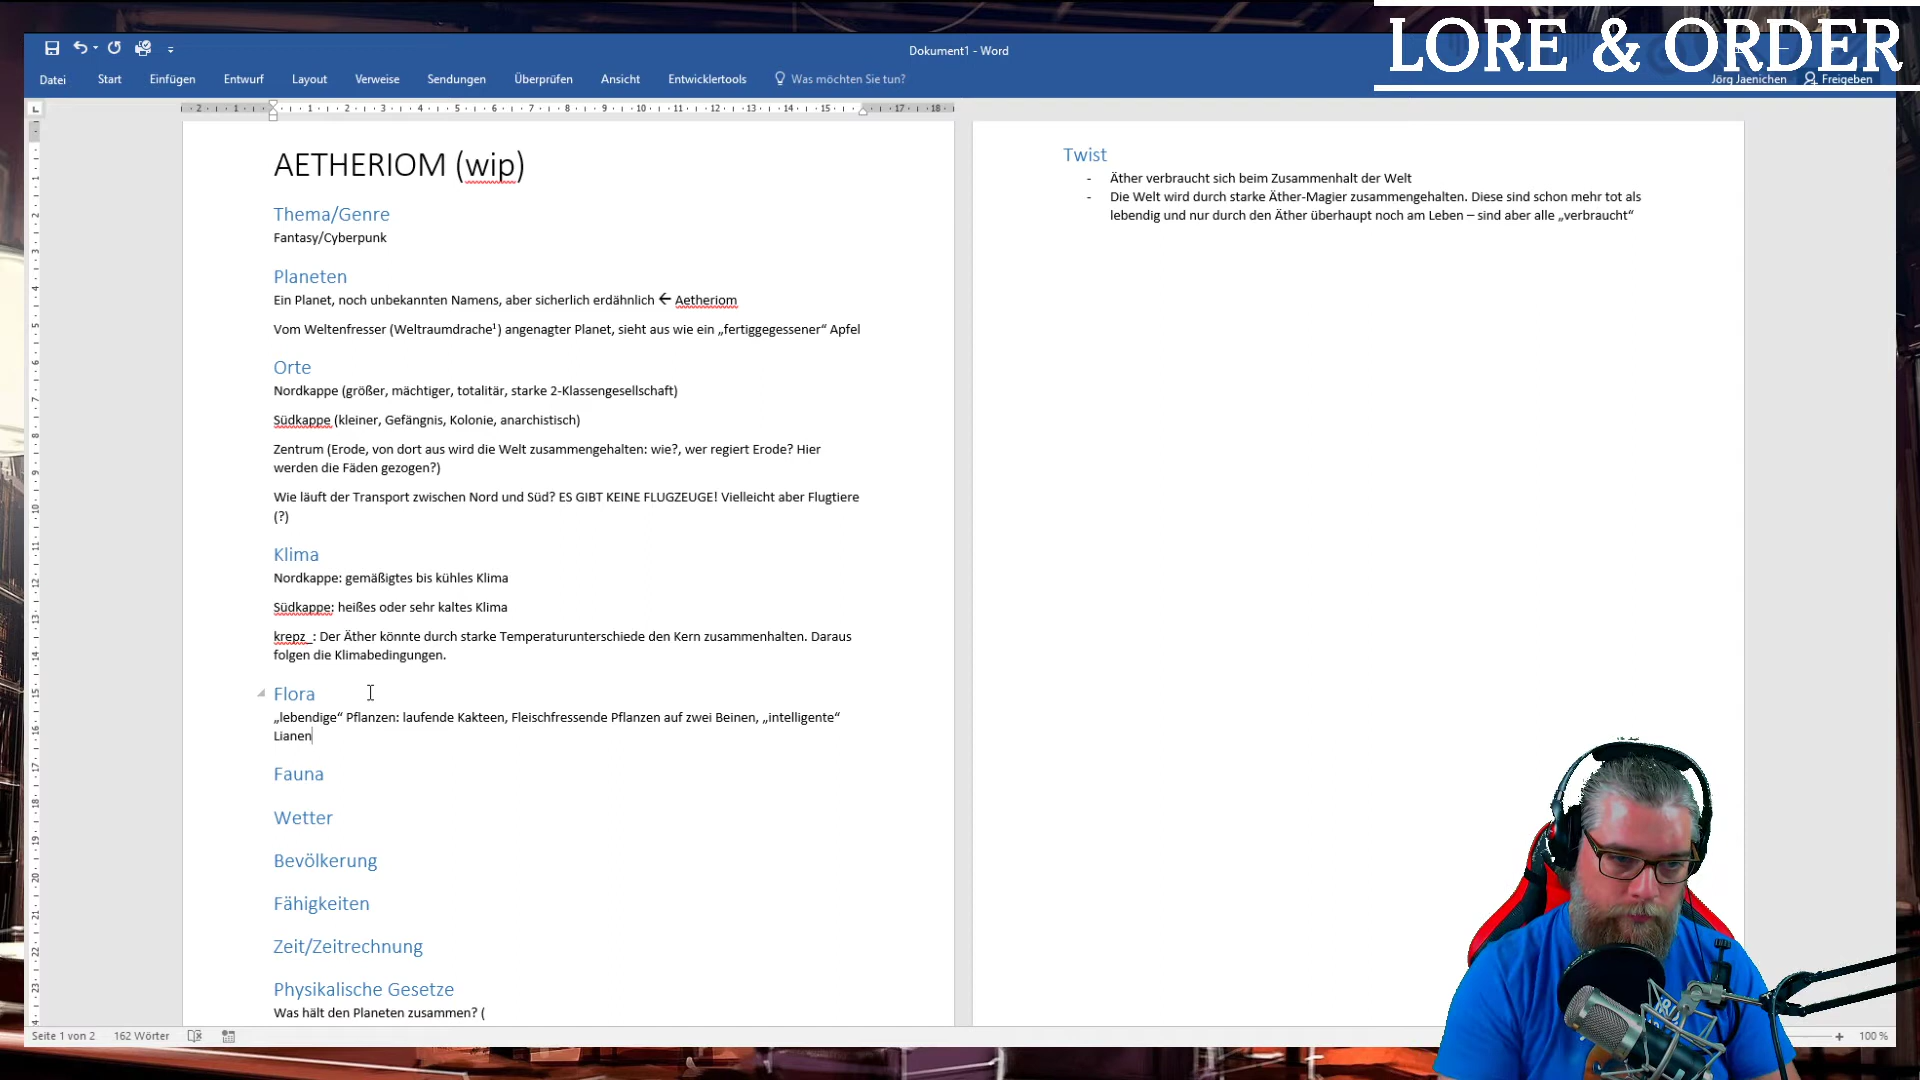 LORE & ORDER
Dokument1 - Word
Jörg Jaenichen
Freigeben
Datei Start Einfügen Entwurf Layout Verweise Sendungen Überprüfen Ansicht Entwicklertools Was möchten Sie tun?
AETHERIOM (wip)
Thema/Genre
Fantasy/Cyberpunk
Planeten
Ein Planet, noch unbekannten Namens, aber sicherlich erdähnlich ← Aetheriom
Vom Weltenfresser (Weltraumdrache¹) angenagter Planet, sieht aus wie ein „fertiggegessener“ Apfel
Orte
Nordkappe (größer, mächtiger, totalitär, starke 2-Klassengesellschaft)
Südkappe (kleiner, Gefängnis, Kolonie, anarchistisch)
Zentrum (Erode, von dort aus wird die Welt zusammengehalten: wie?, wer regiert Erode? Hier
werden die Fäden gezogen?)
Wie läuft der Transport zwischen Nord und Süd? ES GIBT KEINE FLUGZEUGE! Vielleicht aber Flugtiere
(?)
Klima
Nordkappe: gemäßigtes bis kühles Klima
Südkappe: heißes oder sehr kaltes Klima
krepz_: Der Äther könnte durch starke Temperaturunterschiede den Kern zusammenhalten. Daraus
folgen die Klimabedingungen.
Flora
„lebendige“ Pflanzen: laufende Kakteen, Fleischfressende Pflanzen auf zwei Beinen, „intelligente“
Lianen
Fauna
Wetter
Bevölkerung
Fähigkeiten
Zeit/Zeitrechnung
Physikalische Gesetze
Was hält den Planeten zusammen? (
Twist
- Äther verbraucht sich beim Zusammenhalt der Welt
- Die Welt wird durch starke Äther-Magier zusammengehalten. Diese sind schon mehr tot als
lebendig und nur durch den Äther überhaupt noch am Leben – sind aber alle „verbraucht“
Seite 1 von 2 162 Wörter
100 %